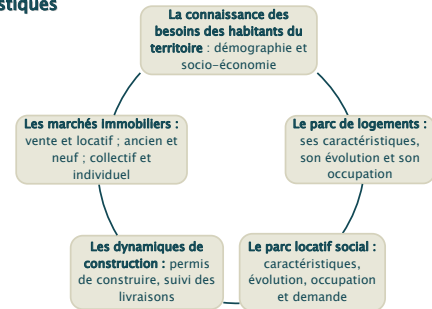 La connaissance des
besoins des habitants du
territoire : démographie et
socio-économie
Le parc de logements :
ses caractéristiques,
son évolution et son
occupation
Le parc locatif social :
caractéristiques,
évolution, occupation
et demande
Les dynamiques de
construction : permis
de construire, suivi des
livraisons
Les marchés immobiliers :
vente et locatif ; ancien et
neuf ; collectif et
individuel